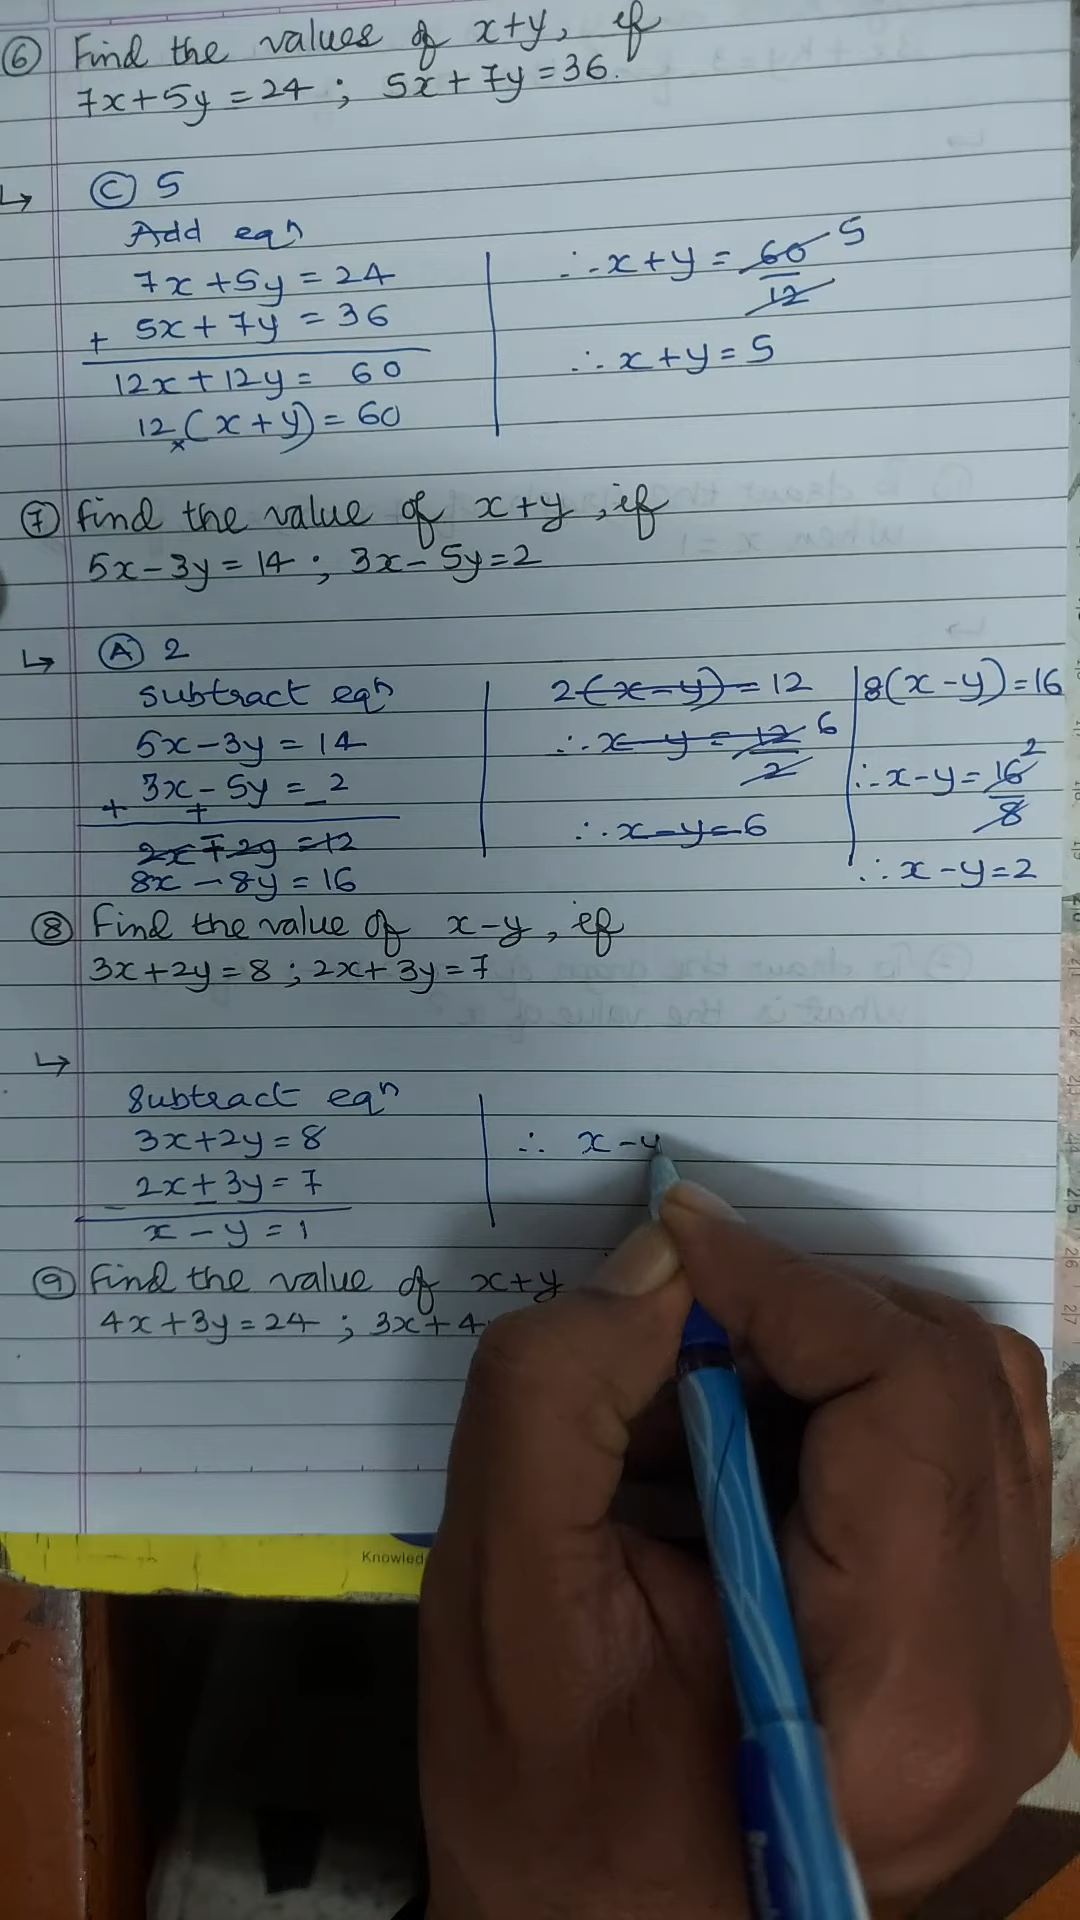 ⑥ Find the values of x+y, if
7x+5y=24 ; 5x+7y=36.
↳ Ⓒ 5
Add eqⁿ
7x+5y=24
+ 5x+7y=36
12x+12y= 60
12(x+y)=60
∴ x+y = 60 5
12
∴ x+y=5
⑦ Find the value of x+y, if
5x-3y=14 ; 3x-5y=2
↳ Ⓐ 2
subtract eqⁿ
5x-3y=14
3x-5y= 2
+ + -
2x+2y=12
8x-8y=16
2(x-y)=12
∴ x-y=12 6
2
∴ x-y=6
8(x-y)=16
∴ x-y=16 2
8
∴ x-y=2
⑧ Find the value of x-y, if
3x+2y=8 ; 2x+3y=7
↳
Subtract eqⁿ
3x+2y=8
2x+3y=7
- - -
x-y=1
∴ x-y
⑨ Find the value of x+y
4x+3y=24 ; 3x+4
Knowled